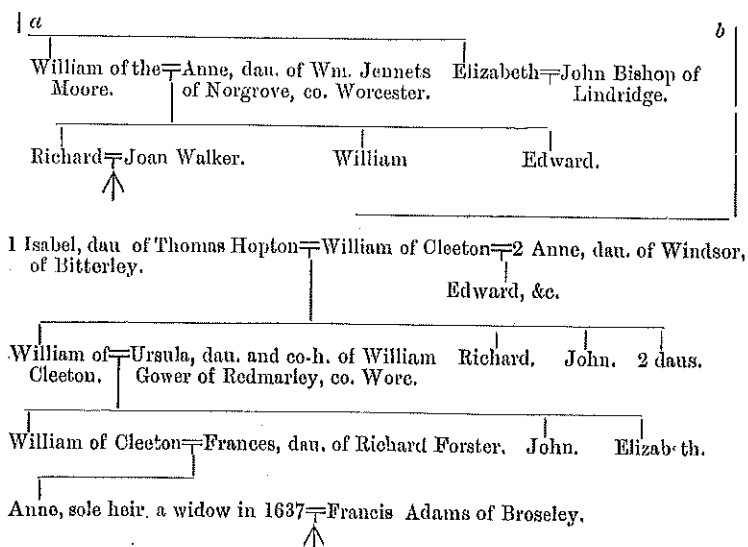 a
b
William of the Moore. Anne, dau. of Wm. Jennets of Norgrove, co. Worcester. Elizabeth John Bishop of Lindridge.
Richard Joan Walker. William Edward.
1 Isabel, dau of Thomas Hopton of Bitterley. William of Cleeton 2 Anne, dau. of Windsor,
Edward, &c.
William of Cleeton. Ursula, dau. and co-h. of William Gower of Redmarley, co. Worc. Richard. John. 2 daus.
William of Cleeton Frances, dau. of Richard Forster. John. Elizabeth.
Anne, sole heir. a widow in 1637 Francis Adams of Broseley.